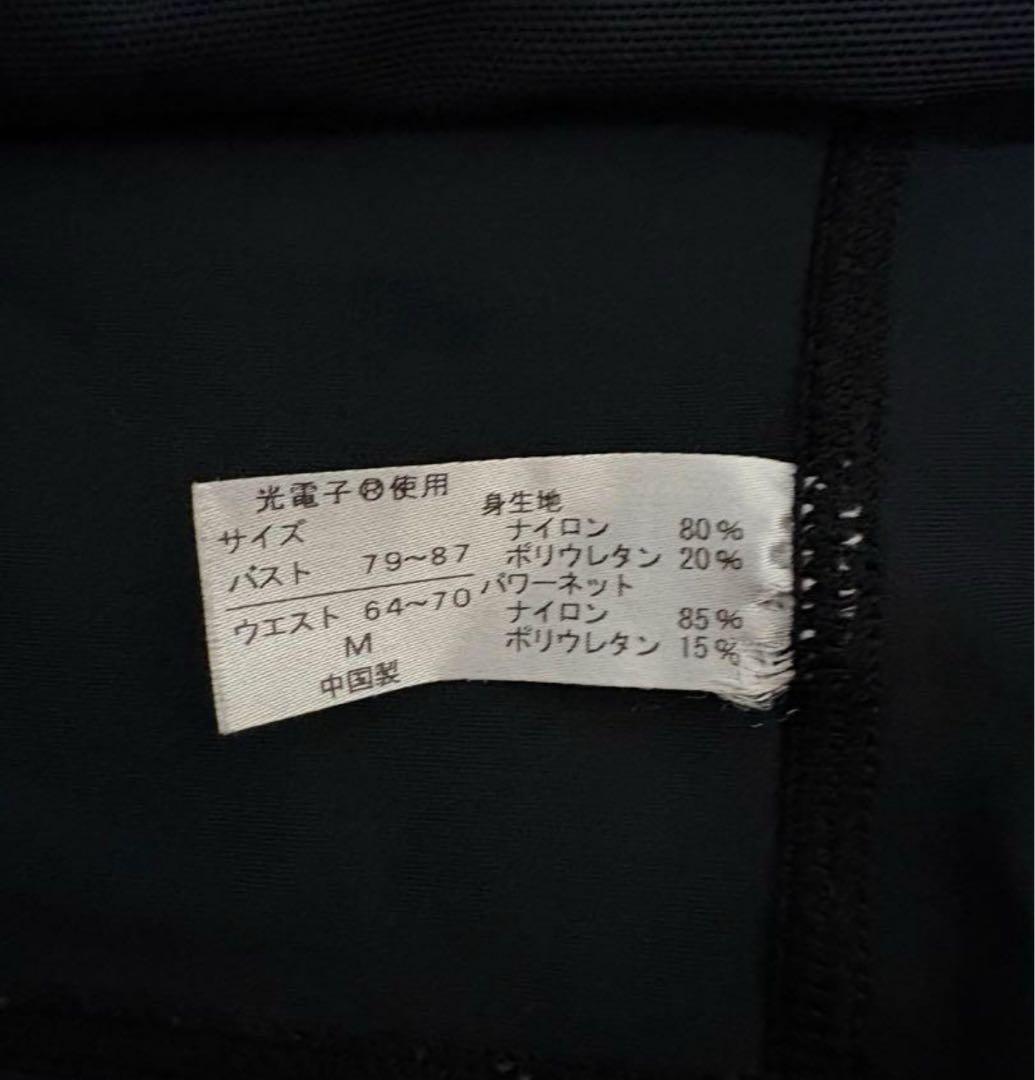 光電子®使用
サイズ
バスト 79~87
ウエスト 64~70
M
中国製
身生地
ナイロン 80%
ポリウレタン 20%
パワーネット
ナイロン 85%
ポリウレタン 15%